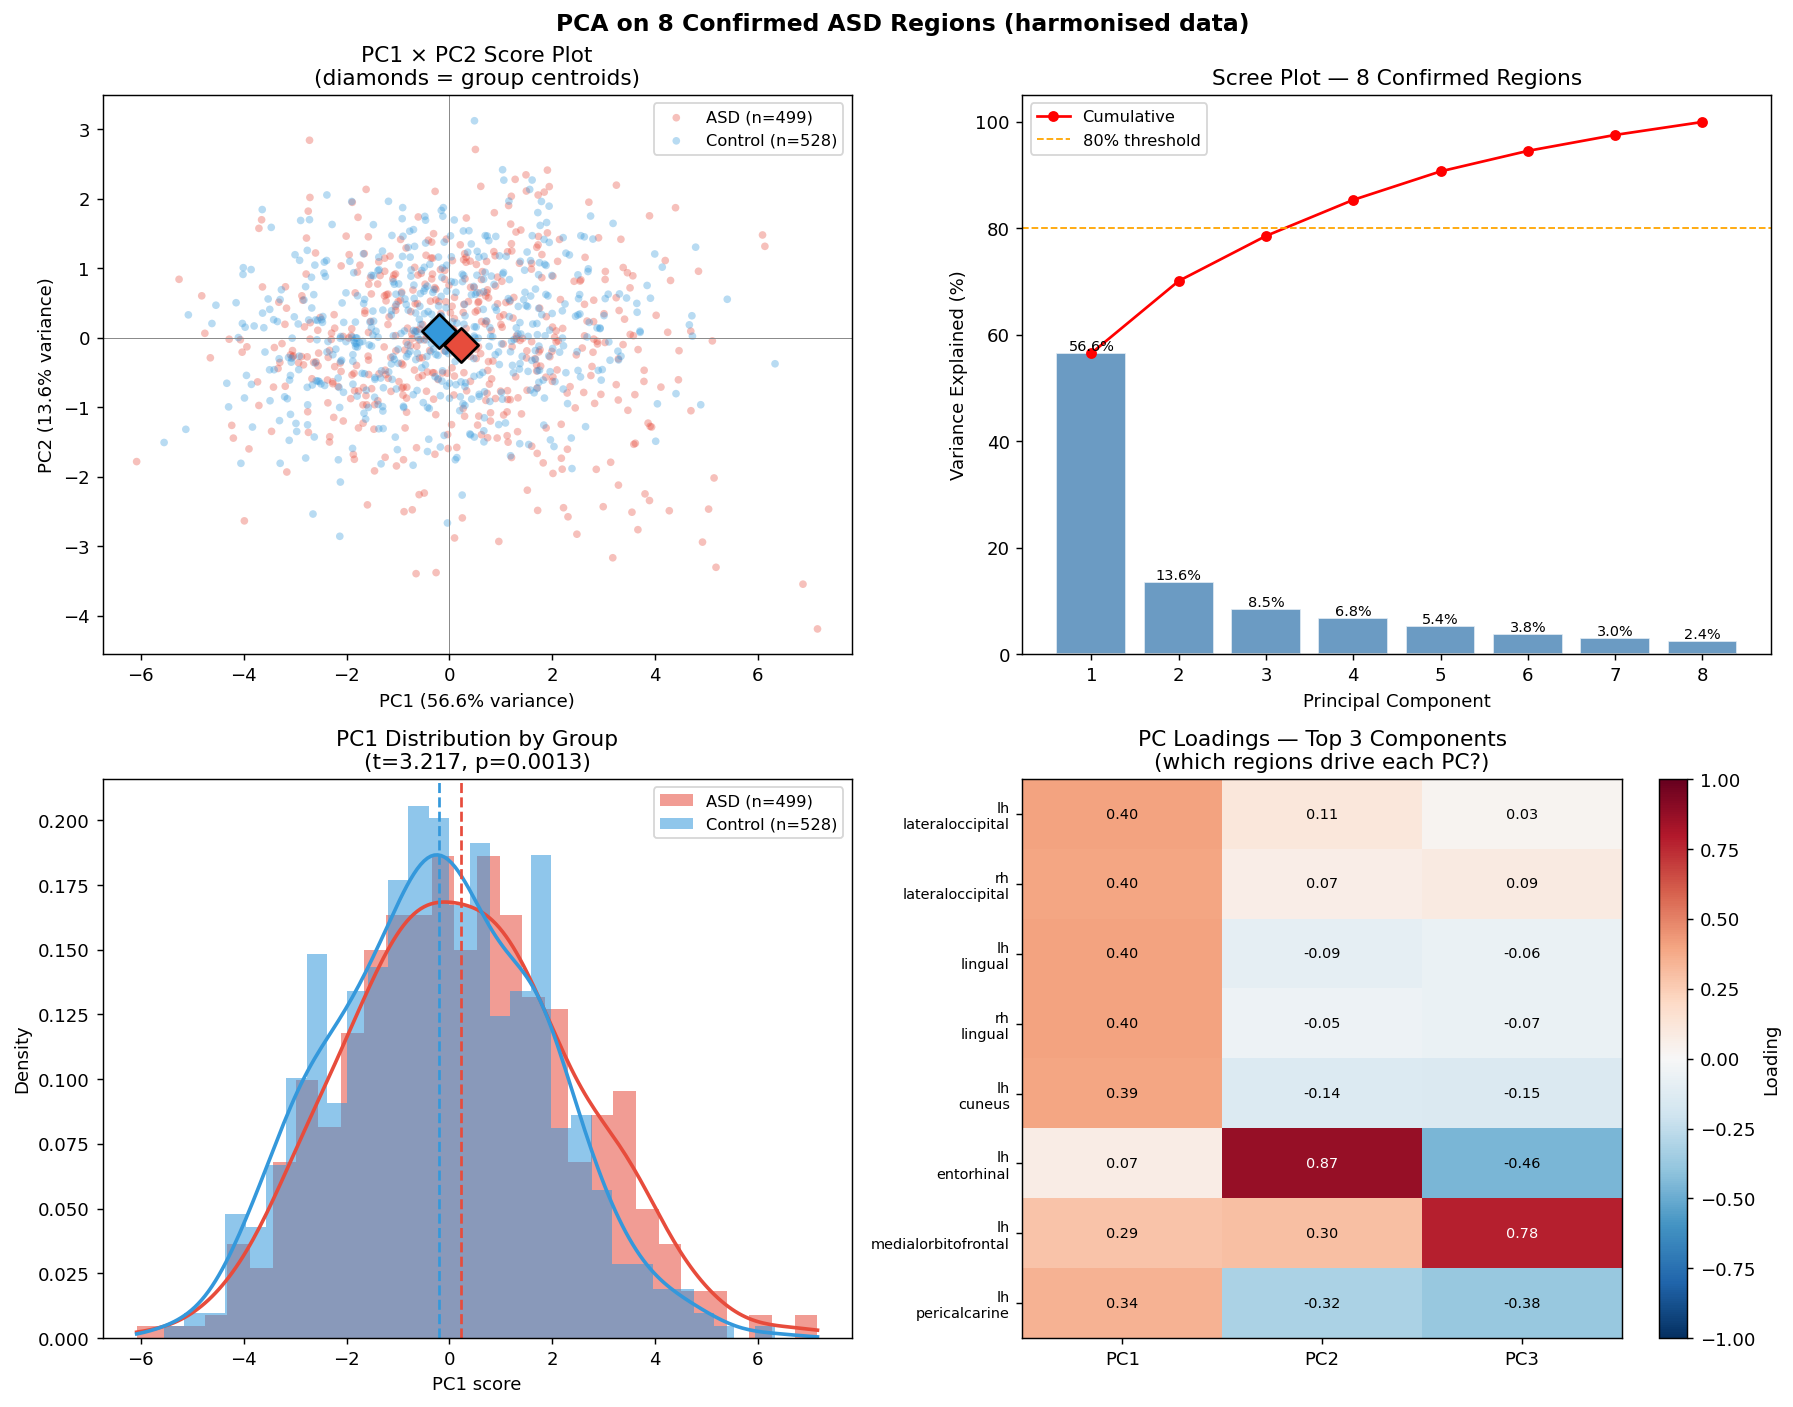 PCA on 8 Confirmed ASD Regions (harmonised data)
PC1 × PC2 Score Plot
(diamonds = group centroids)
ASD (n=499)
Control (n=528)
3
2
1
0
−1
−2
−3
−4
PC2 (13.6% variance)
−6
−4
−2
0
2
4
6
PC1 (56.6% variance)
Scree Plot — 8 Confirmed Regions
Cumulative
80% threshold
100
80
60
40
20
0
Variance Explained (%)
56.6%
13.6%
8.5%
6.8%
5.4%
3.8%
3.0%
2.4%
1
2
3
4
5
6
7
8
Principal Component
PC1 Distribution by Group
(t=3.217, p=0.0013)
ASD (n=499)
Control (n=528)
0.200
0.175
0.150
0.125
0.100
0.075
0.050
0.025
0.000
Density
−6
−4
−2
0
2
4
6
PC1 score
PC Loadings — Top 3 Components
(which regions drive each PC?)
lh
lateraloccipital
0.40
0.11
0.03
rh
lateraloccipital
0.40
0.07
0.09
lh
lingual
0.40
-0.09
-0.06
rh
lingual
0.40
-0.05
-0.07
lh
cuneus
0.39
-0.14
-0.15
lh
entorhinal
0.07
0.87
-0.46
lh
medialorbitofrontal
0.29
0.30
0.78
lh
pericalcarine
0.34
-0.32
-0.38
PC1
PC2
PC3
1.00
0.75
0.50
0.25
0.00
−0.25
−0.50
−0.75
−1.00
Loading